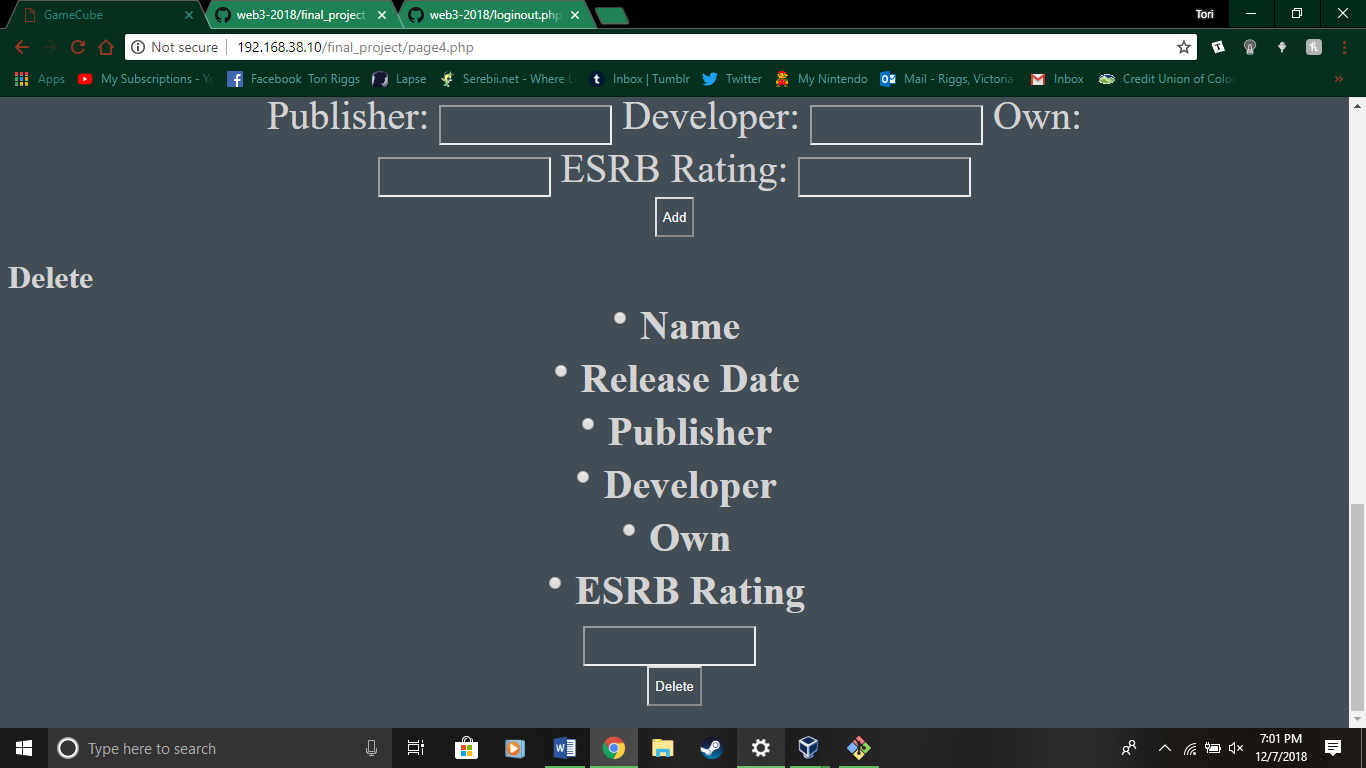 GameCube web3-2018/final_project web3-2018/loginout.php Tori
Not secure 192.168.38.10/final_project/page4.php
Apps My Subscriptions - Yo Facebook Tori Riggs Lapse Serebii.net - Where L Inbox | Tumblr Twitter My Nintendo Mail - Riggs, Victoria Inbox Credit Union of Color »
Publisher: Developer: Own:
ESRB Rating:
Add
Delete
Name
Release Date
Publisher
Developer
Own
ESRB Rating
Delete
Type here to search 7:01 PM
12/7/2018